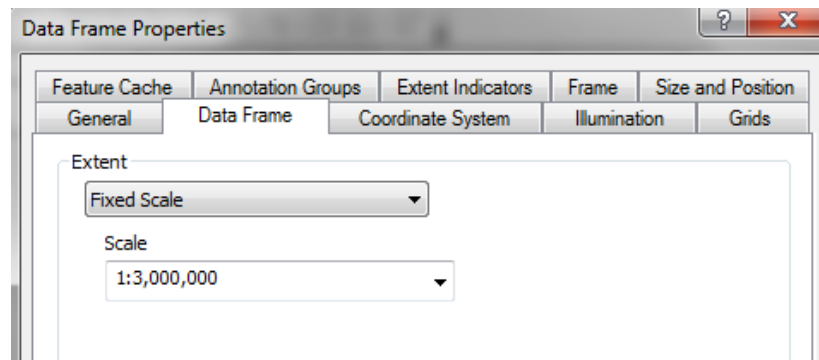 Data Frame Properties
?
X
Feature Cache Annotation Groups Extent Indicators Frame Size and Position
General Data Frame Coordinate System Illumination Grids
Extent
Fixed Scale
Scale
1:3,000,000